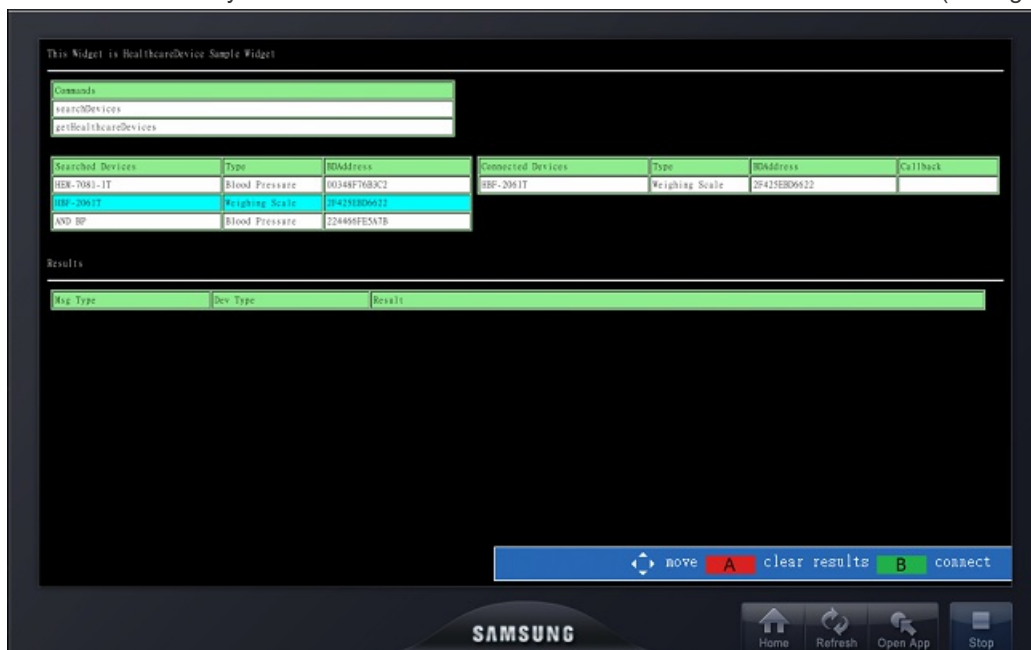 This Widget is HealthcareDevice Sample Widget
Commands
searchDevices
getHealthcareDevices
Searched Devices Type BDAddress Connected Devices Type BDAddress Callback
HEM-7081-IT Blood Pressure 00348F76B3C2 HBF-206IT Weighing Scale 2F425EBD6622
HBF-206IT Weighing Scale 2F425EBD6622
AND BP Blood Pressure 224466FE5A7B
Results
Msg Type Dev Type Result
move A clear results B connect
SAMSUNG
Home Refresh Open App Stop